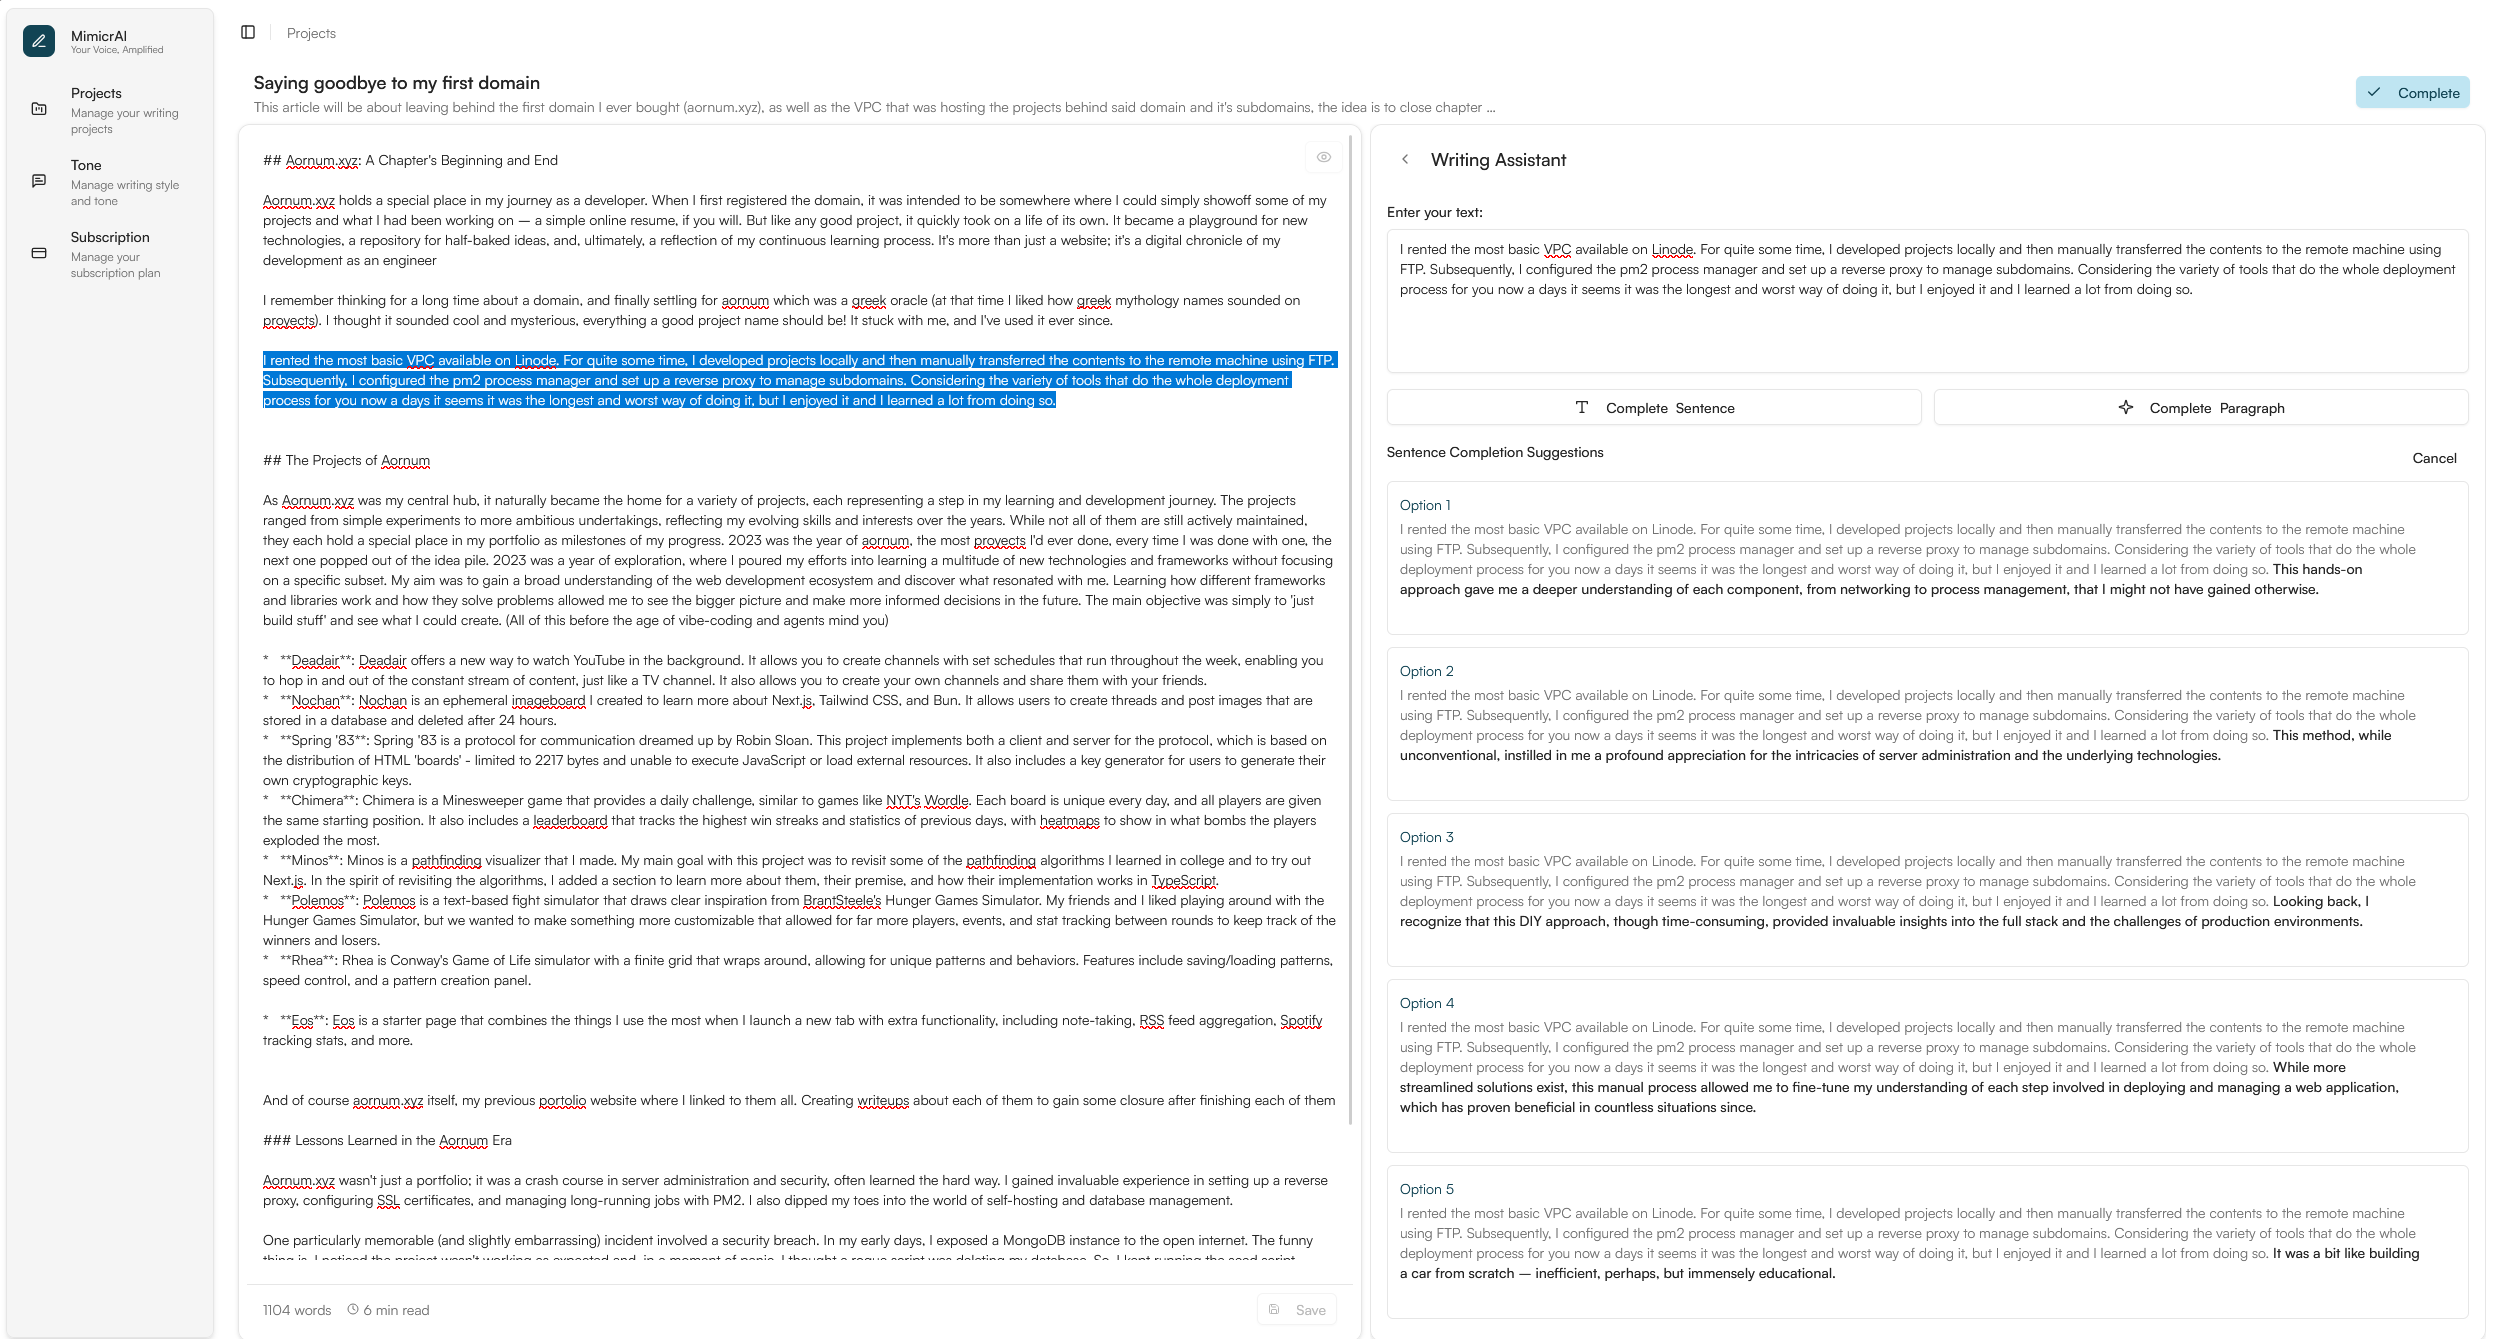 MimicrAI
Your Voice, Amplified
Projects
Manage your writing
projects
Tone
Manage writing style
and tone
Subscription
Manage your
subscription plan
Projects
Saying goodbye to my first domain
This article will be about leaving behind the first domain I ever bought (aornum.xyz), as well as the VPC that was hosting the projects behind said domain and it's subdomains, the idea is to close chapter ...
Complete
## Aornum.xyz: A Chapter's Beginning and End
Aornum.xyz holds a special place in my journey as a developer. When I first registered the domain, it was intended to be somewhere where I could simply showoff some of my
projects and what I had been working on — a simple online resume, if you will. But like any good project, it quickly took on a life of its own. It became a playground for new
technologies, a repository for half-baked ideas, and, ultimately, a reflection of my continuous learning process. It's more than just a website; it's a digital chronicle of my
development as an engineer
I remember thinking for a long time about a domain, and finally settling for aornum which was a greek oracle (at that time I liked how greek mythology names sounded on
proyects). I thought it sounded cool and mysterious, everything a good project name should be! It stuck with me, and I've used it ever since.
I rented the most basic VPC available on Linode. For quite some time, I developed projects locally and then manually transferred the contents to the remote machine using FTP.
Subsequently, I configured the pm2 process manager and set up a reverse proxy to manage subdomains. Considering the variety of tools that do the whole deployment
process for you now a days it seems it was the longest and worst way of doing it, but I enjoyed it and I learned a lot from doing so.
## The Projects of Aornum
As Aornum.xyz was my central hub, it naturally became the home for a variety of projects, each representing a step in my learning and development journey. The projects
ranged from simple experiments to more ambitious undertakings, reflecting my evolving skills and interests over the years. While not all of them are still actively maintained,
they each hold a special place in my portfolio as milestones of my progress. 2023 was the year of aornum, the most proyects I'd ever done, every time I was done with one, the
next one popped out of the idea pile. 2023 was a year of exploration, where I poured my efforts into learning a multitude of new technologies and frameworks without focusing
on a specific subset. My aim was to gain a broad understanding of the web development ecosystem and discover what resonated with me. Learning how different frameworks
and libraries work and how they solve problems allowed me to see the bigger picture and make more informed decisions in the future. The main objective was simply to 'just
build stuff' and see what I could create. (All of this before the age of vibe-coding and agents mind you)
* **Deadair**: Deadair offers a new way to watch YouTube in the background. It allows you to create channels with set schedules that run throughout the week, enabling you
to hop in and out of the constant stream of content, just like a TV channel. It also allows you to create your own channels and share them with your friends.
* **Nochan**: Nochan is an ephemeral imageboard I created to learn more about Next.js, Tailwind CSS, and Bun. It allows users to create threads and post images that are
stored in a database and deleted after 24 hours.
* **Spring '83**: Spring '83 is a protocol for communication dreamed up by Robin Sloan. This project implements both a client and server for the protocol, which is based on
the distribution of HTML 'boards' - limited to 2217 bytes and unable to execute JavaScript or load external resources. It also includes a key generator for users to generate their
own cryptographic keys.
* **Chimera**: Chimera is a Minesweeper game that provides a daily challenge, similar to games like NYT's Wordle. Each board is unique every day, and all players are given
the same starting position. It also includes a leaderboard that tracks the highest win streaks and statistics of previous days, with heatmaps to show in what bombs the players
exploded the most.
* **Minos**: Minos is a pathfinding visualizer that I made. My main goal with this project was to revisit some of the pathfinding algorithms I learned in college and to try out
Next.js. In the spirit of revisiting the algorithms, I added a section to learn more about them, their premise, and how their implementation works in TypeScript.
* **Polemos**: Polemos is a text-based fight simulator that draws clear inspiration from BrantSteele's Hunger Games Simulator. My friends and I liked playing around with the
Hunger Games Simulator, but we wanted to make something more customizable that allowed for far more players, events, and stat tracking between rounds to keep track of the
winners and losers.
* **Rhea**: Rhea is Conway's Game of Life simulator with a finite grid that wraps around, allowing for unique patterns and behaviors. Features include saving/loading patterns,
speed control, and a pattern creation panel.
* **Eos**: Eos is a starter page that combines the things I use the most when I launch a new tab with extra functionality, including note-taking, RSS feed aggregation, Spotify
tracking stats, and more.
And of course aornum.xyz itself, my previous portolio website where I linked to them all. Creating writeups about each of them to gain some closure after finishing each of them
### Lessons Learned in the Aornum Era
Aornum.xyz wasn't just a portfolio; it was a crash course in server administration and security, often learned the hard way. I gained invaluable experience in setting up a reverse
proxy, configuring SSL certificates, and managing long-running jobs with PM2. I also dipped my toes into the world of self-hosting and database management.
One particularly memorable (and slightly embarrassing) incident involved a security breach. In my early days, I exposed a MongoDB instance to the open internet. The funny
thing is, I noticed the project wasn't working as expected and, in a moment of panic, I thought a rogue script was deleting my database. So, I kept running the seed script
1104 words
6 min read
Save
Writing Assistant
Enter your text:
I rented the most basic VPC available on Linode. For quite some time, I developed projects locally and then manually transferred the contents to the remote machine using
FTP. Subsequently, I configured the pm2 process manager and set up a reverse proxy to manage subdomains. Considering the variety of tools that do the whole deployment
process for you now a days it seems it was the longest and worst way of doing it, but I enjoyed it and I learned a lot from doing so.
Complete Sentence
Complete Paragraph
Sentence Completion Suggestions
Cancel
Option 1
I rented the most basic VPC available on Linode. For quite some time, I developed projects locally and then manually transferred the contents to the remote machine
using FTP. Subsequently, I configured the pm2 process manager and set up a reverse proxy to manage subdomains. Considering the variety of tools that do the whole
deployment process for you now a days it seems it was the longest and worst way of doing it, but I enjoyed it and I learned a lot from doing so. This hands-on
approach gave me a deeper understanding of each component, from networking to process management, that I might not have gained otherwise.
Option 2
I rented the most basic VPC available on Linode. For quite some time, I developed projects locally and then manually transferred the contents to the remote machine
using FTP. Subsequently, I configured the pm2 process manager and set up a reverse proxy to manage subdomains. Considering the variety of tools that do the whole
deployment process for you now a days it seems it was the longest and worst way of doing it, but I enjoyed it and I learned a lot from doing so. This method, while
unconventional, instilled in me a profound appreciation for the intricacies of server administration and the underlying technologies.
Option 3
I rented the most basic VPC available on Linode. For quite some time, I developed projects locally and then manually transferred the contents to the remote machine
using FTP. Subsequently, I configured the pm2 process manager and set up a reverse proxy to manage subdomains. Considering the variety of tools that do the whole
deployment process for you now a days it seems it was the longest and worst way of doing it, but I enjoyed it and I learned a lot from doing so. Looking back, I
recognize that this DIY approach, though time-consuming, provided invaluable insights into the full stack and the challenges of production environments.
Option 4
I rented the most basic VPC available on Linode. For quite some time, I developed projects locally and then manually transferred the contents to the remote machine
using FTP. Subsequently, I configured the pm2 process manager and set up a reverse proxy to manage subdomains. Considering the variety of tools that do the whole
deployment process for you now a days it seems it was the longest and worst way of doing it, but I enjoyed it and I learned a lot from doing so. While more
streamlined solutions exist, this manual process allowed me to fine-tune my understanding of each step involved in deploying and managing a web application,
which has proven beneficial in countless situations since.
Option 5
I rented the most basic VPC available on Linode. For quite some time, I developed projects locally and then manually transferred the contents to the remote machine
using FTP. Subsequently, I configured the pm2 process manager and set up a reverse proxy to manage subdomains. Considering the variety of tools that do the whole
deployment process for you now a days it seems it was the longest and worst way of doing it, but I enjoyed it and I learned a lot from doing so. It was a bit like building
a car from scratch — inefficient, perhaps, but immensely educational.